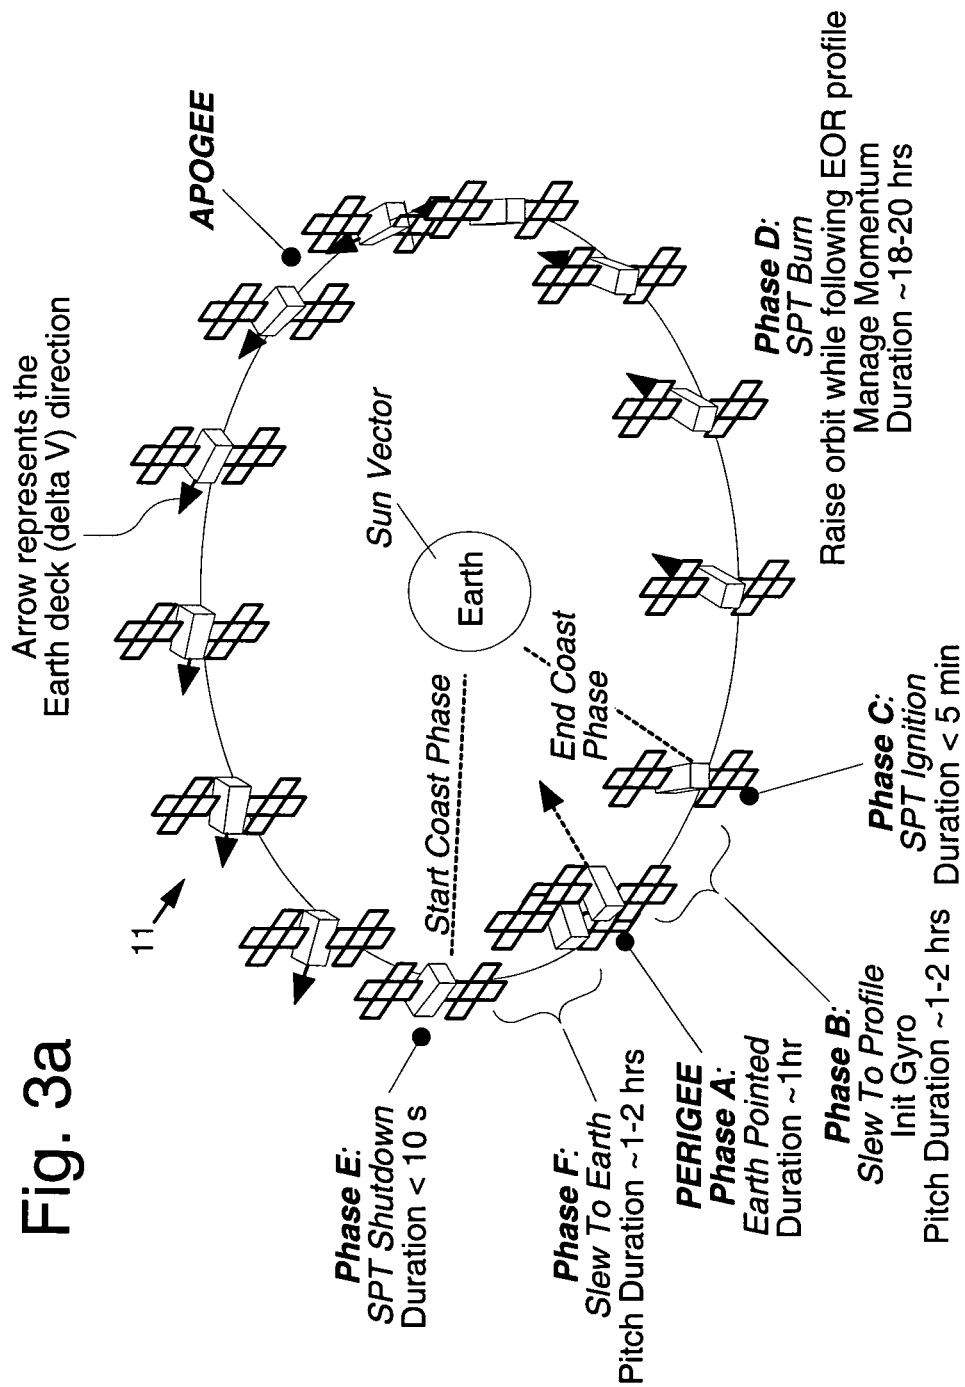 Fig. 3a
11
Arrow represents the
Earth deck (delta V) direction
APOGEE
Sun Vector
Earth
Start Coast Phase
End Coast
Phase
Phase E:
SPT Shutdown
Duration < 10 s
Phase F:
Slew To Earth
Pitch Duration ~1-2 hrs
PERIGEE
Phase A:
Earth Pointed
Duration ~1hr
Phase B:
Slew To Profile
Init Gyro
Pitch Duration ~1-2 hrs
Phase C:
SPT Ignition
Duration < 5 min
Phase D:
SPT Burn
Raise orbit while following EOR profile
Manage Momentum
Duration ~18-20 hrs